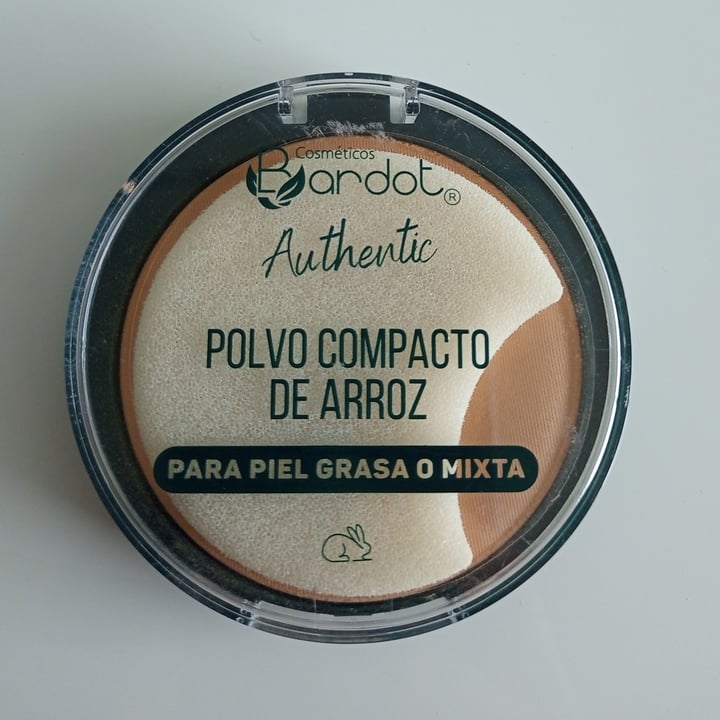 Cosméticos
Bardot®
Authentic
POLVO COMPACTO
DE ARROZ
PARA PIEL GRASA O MIXTA